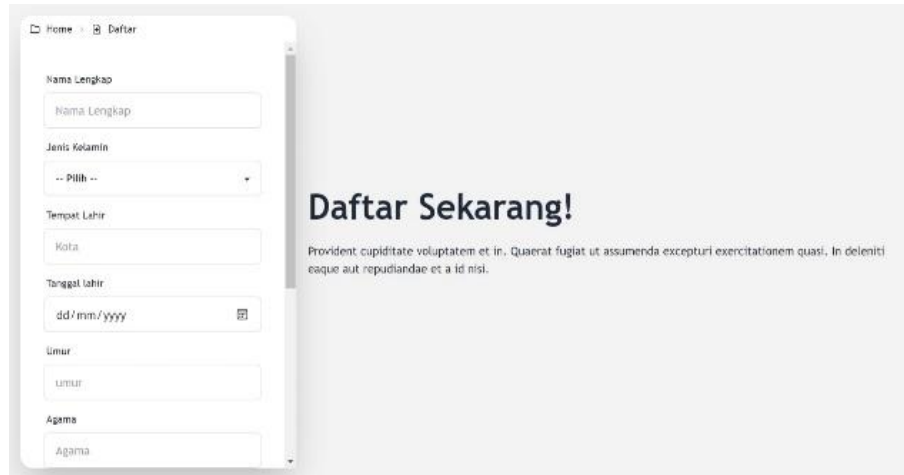 Home > Daftar
Nama Lengkap
Nama Lengkap
Jenis Kelamin
-- Pilih --
Tempat Lahir
Kota
Tanggal lahir
dd/mm/yyyy
Umur
umur
Agama
Agama
Daftar Sekarang!
Provident cupiditate voluptatem et in. Quaerat fugiat ut assumenda excepturi exercitationem quasi. In deleniti
eaque aut repudiandae et a id nisi.